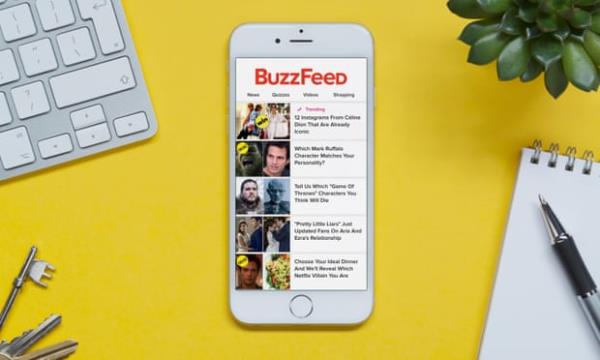 BUZZFEED
News Quizzes Videos Shopping
Trending
12 Instagrams From Céline
Dion That Are Already
Iconic
Which Mark Ruffalo
Character Matches Your
Personality?
Tell Us Which "Game Of
Thrones" Characters You
Think Will Die
"Pretty Little Liars" Just
Updated Fans On Aria And
Ezra's Relationship
Choose Your Ideal Dinner
And We'll Reveal Which
Netflix Villain You Are